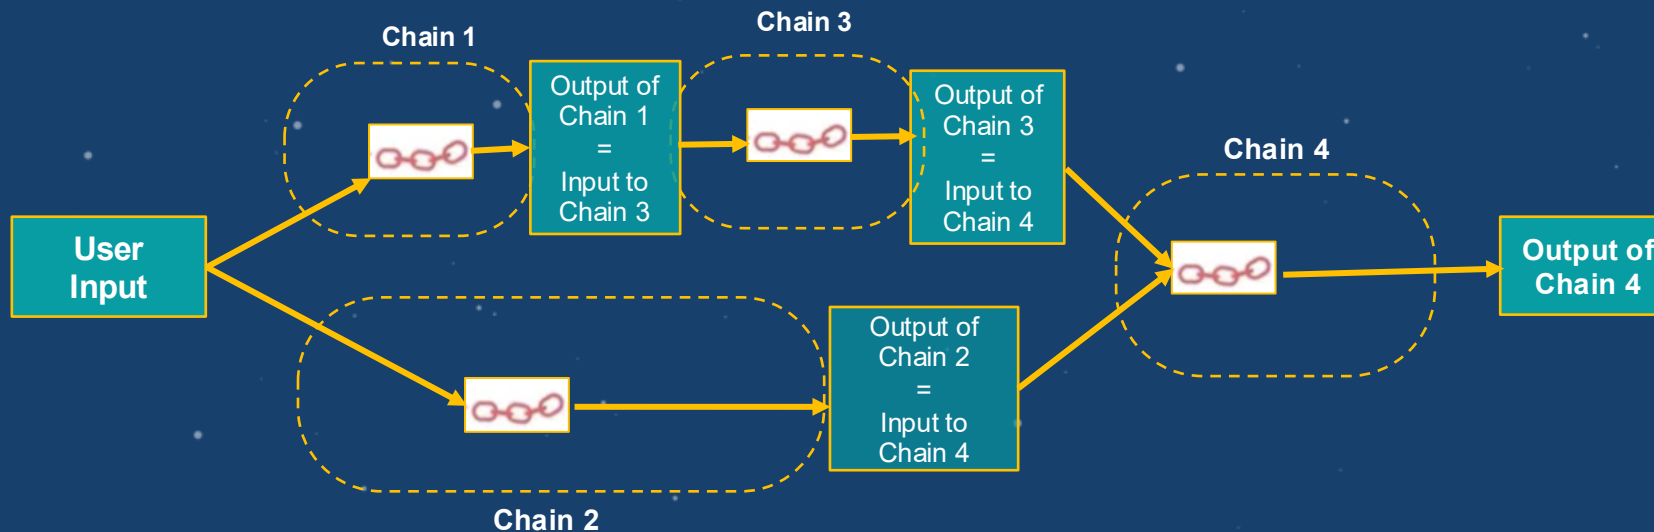 Chain 1
Chain 3
Output of
Chain 1
=
Input to
Chain 3
Output of
Chain 3
=
Input to
Chain 4
Chain 4
User
Input
Output of
Chain 4
Output of
Chain 2
=
Input to
Chain 4
Chain 2